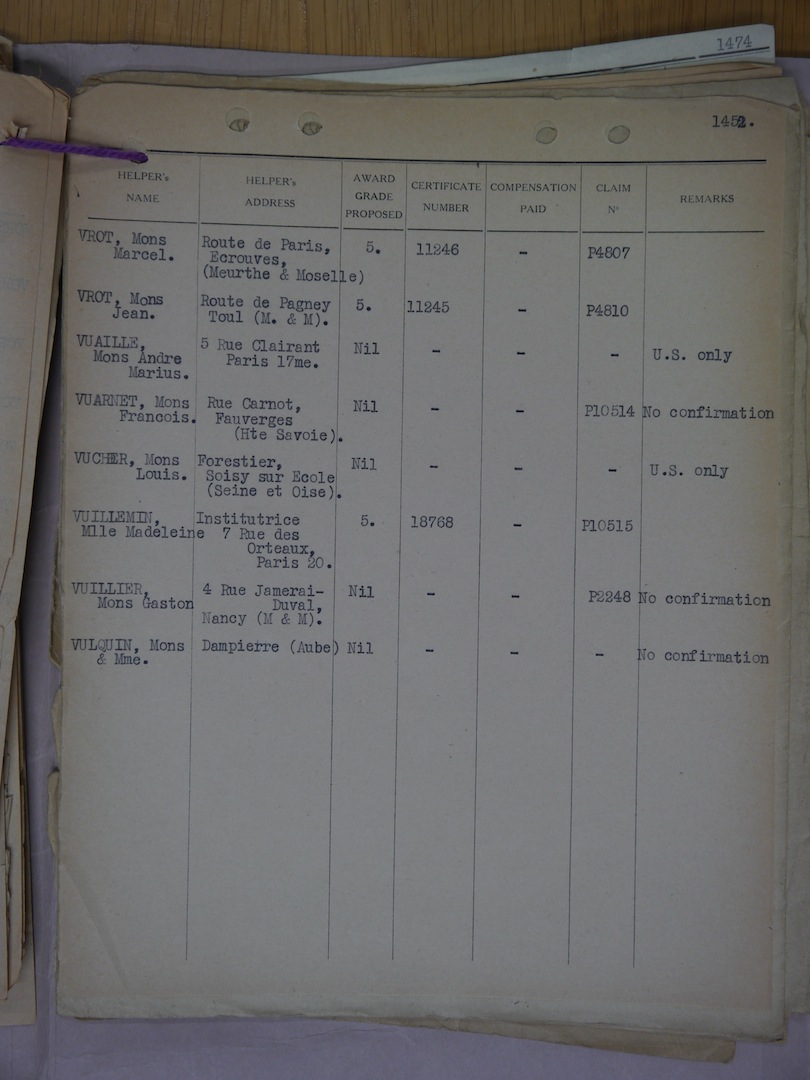 1474
1452.
HELPER's NAME | HELPER's ADDRESS | AWARD GRADE PROPOSED | CERTIFICATE NUMBER | COMPENSATION PAID | CLAIM Nº | REMARKS
VROT, Mons Route de Paris, 5. 11246 - P4807
Marcel. Ecrouves,
(Meurthe & Moselle)
VROT, Mons Route de Pagney 5. 11245 - P4810
Jean. Toul (M. & M).
VUAILLE, 5 Rue Clairant Nil - - - U.S. only
Mons Andre Paris 17me.
Marius.
VUARNET, Mons Rue Carnot, Nil - - P10514 No confirmation
Francois. Fauverges
(Hte Savoie).
VUCHER, Mons Forestier, Nil - - - U.S. only
Louis. Soisy sur Ecole
(Seine et Oise).
VUILLEMIN, Institutrice 5. 18768 - P10515
Mlle Madeleine 7 Rue des
Orteaux,
Paris 20.
VUILLIER, 4 Rue Jamerai- Nil - - P2248 No confirmation
Mons Gaston Duval,
Nancy (M & M).
VULQUIN, Mons Dampierre (Aube) Nil - - - No confirmation
& Mme.